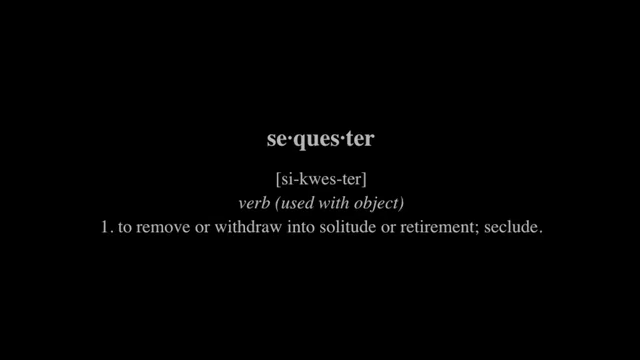 se·ques·ter
[si-kwes-ter]
verb (used with object)
1. to remove or withdraw into solitude or retirement; seclude.